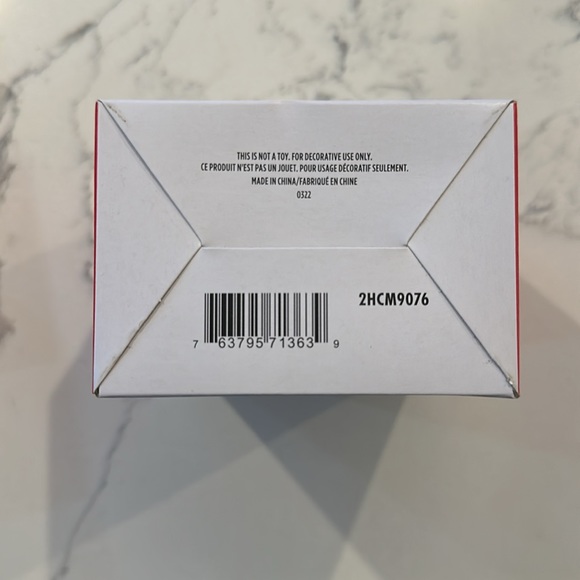 THIS IS NOT A TOY. FOR DECORATIVE USE ONLY.
CE PRODUIT N'EST PAS UN JOUET. POUR USAGE DÉCORATIF SEULEMENT.
MADE IN CHINA/FABRIQUÉ EN CHINE
0322
2HCM9076
7 63795 71363 9